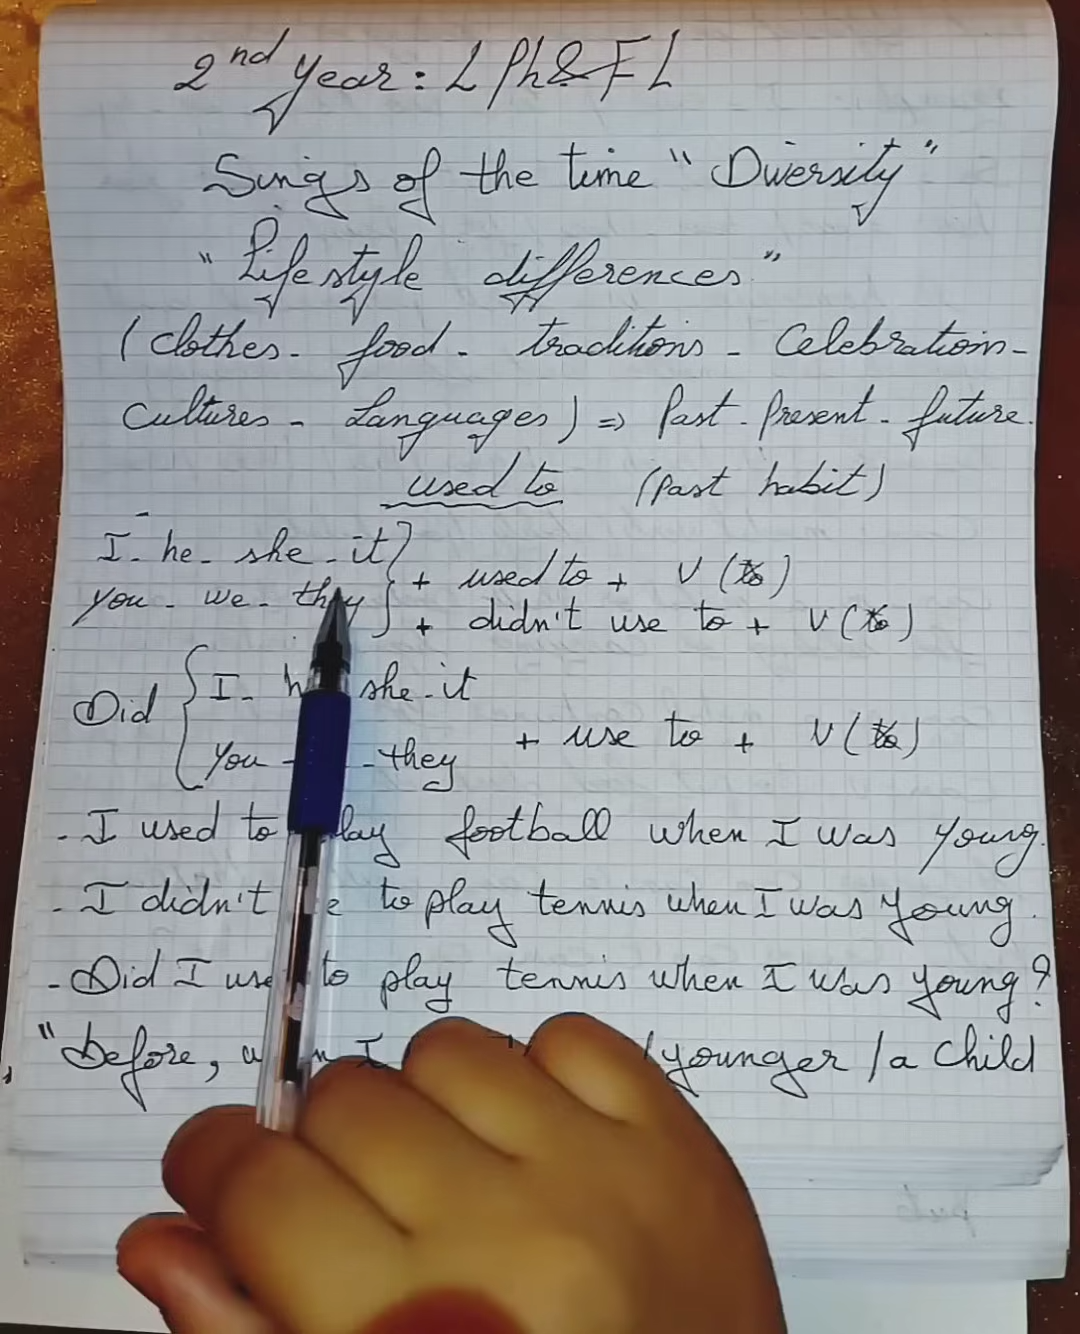 2nd Year: L Ph & FL
Sings of the time "Diversity"
"Lifestyle differences"
(clothes - food - traditions - Celebrations -
Cultures - Languages) => Past - Present - future.
used to (Past habit)
I - he - she - it
you - we - they
+ used to + V (to)
+ didn't use to + V (to)
Did
I - she - it
You - they
+ use to + V (to)
- I used to football when I was young.
- I didn't to play tennis when I was young.
- Did I use to play tennis when I was young?
"Before, I /younger /a child